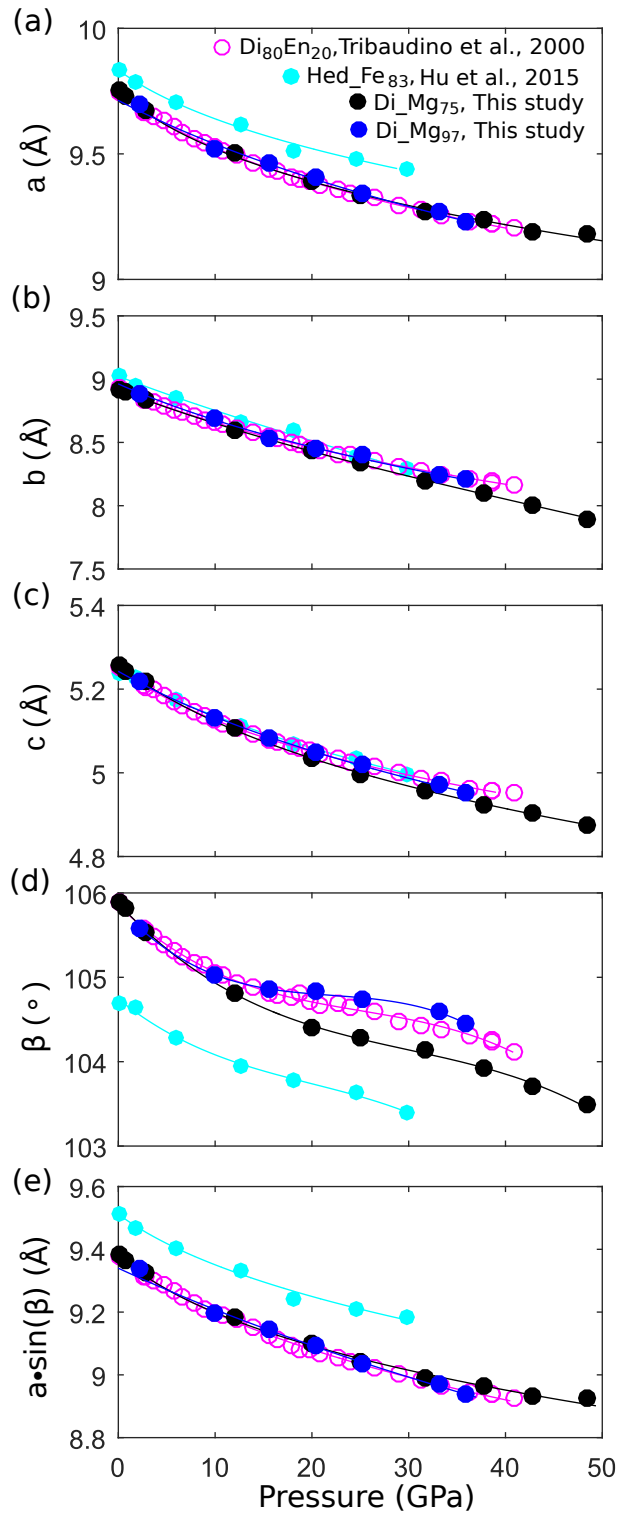 (a)
10
9.5
9
a (Å)
Di80En20,Tribaudino et al., 2000
Hed_Fe83, Hu et al., 2015
Di_Mg75, This study
Di_Mg97, This study
(b)
9.5
9
8.5
8
7.5
b (Å)
(c)
5.4
5.2
5
4.8
c (Å)
(d)
106
105
104
103
β (∘)
(e)
9.6
9.4
9.2
9
8.8
a•sin(β) (Å)
0 10 20 30 40 50
Pressure (GPa)